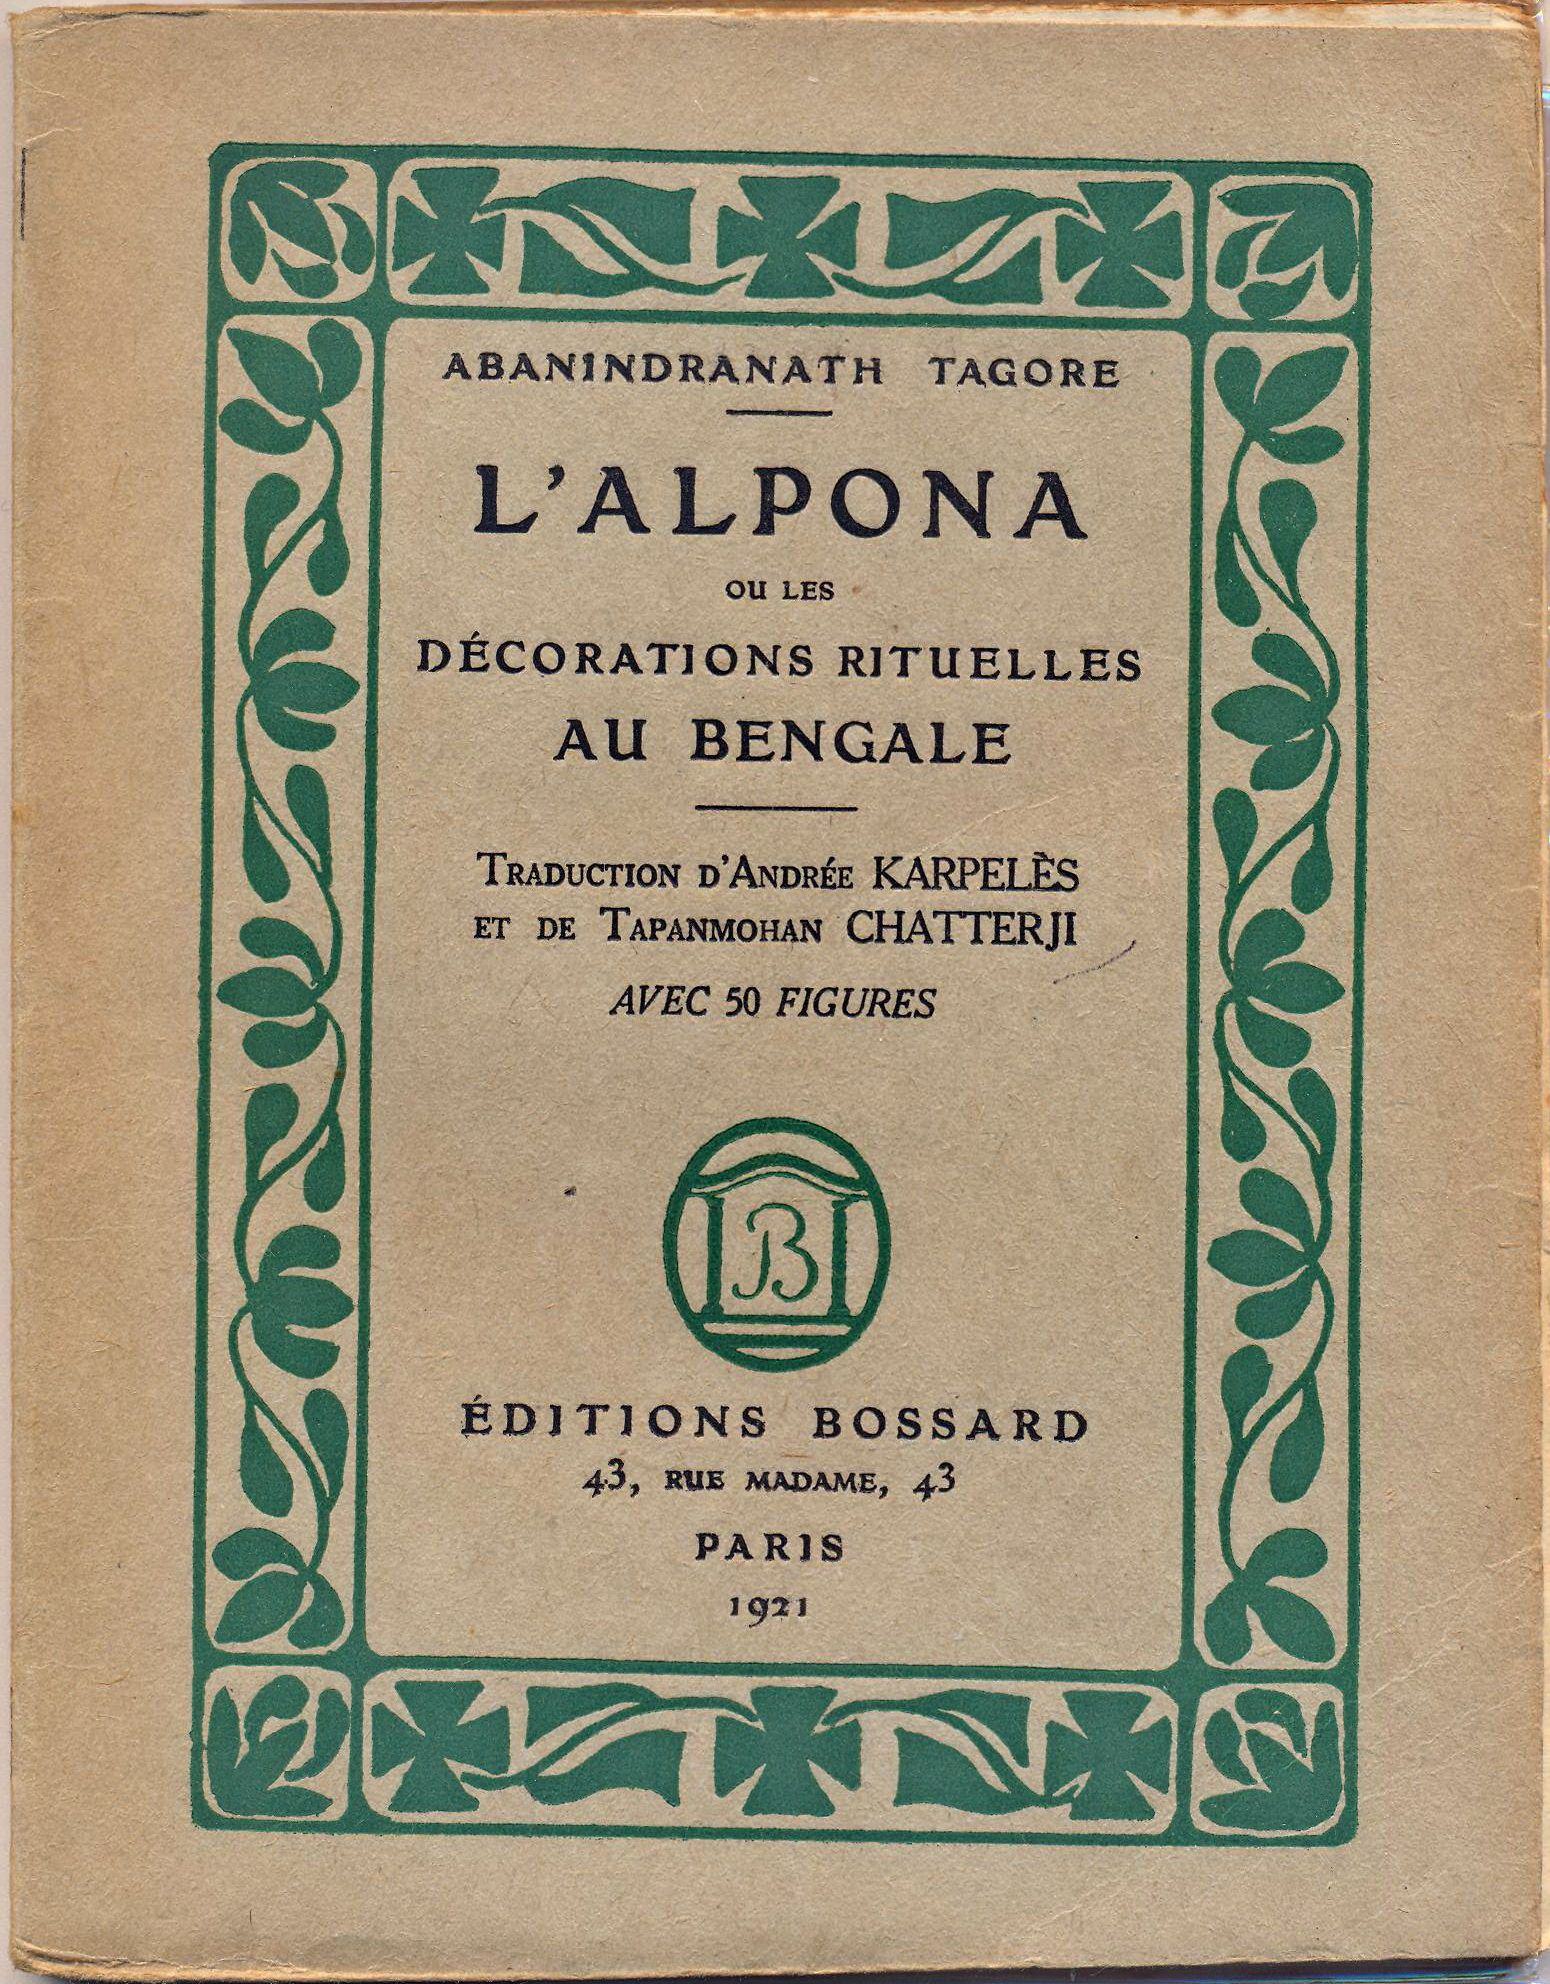 ABANINDRANATH TAGORE
L'ALPONA
OU LES
DÉCORATIONS RITUELLES
AU BENGALE
TRADUCTION D'ANDRÉE KARPELÈS
ET DE TAPANMOHAN CHATTERJI
AVEC 50 FIGURES
B
ÉDITIONS BOSSARD
43, RUE MADAME, 43
PARIS
1921